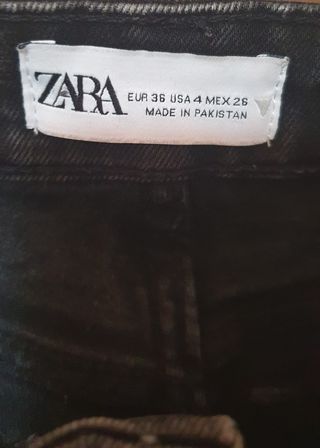 ZARA
EUR 36 USA 4 MEX 26
MADE IN PAKISTAN